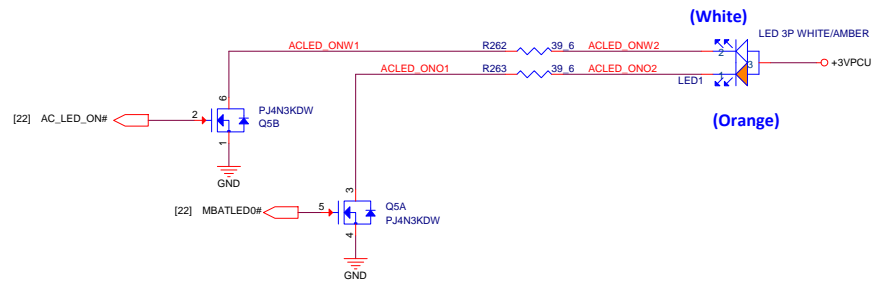 (White)
LED 3P WHITE/AMBER
ACLED_ONW1
R262
39_6
ACLED_ONW2
2
ACLED_ONO1
R263
39_6
ACLED_ONO2
1
3
+3VPCU
LED1
(Orange)
6
PJ4N3KDW
Q5B
[22] AC_LED_ON#
2
1
GND
3
Q5A
PJ4N3KDW
[22] MBATLED0#
5
4
GND